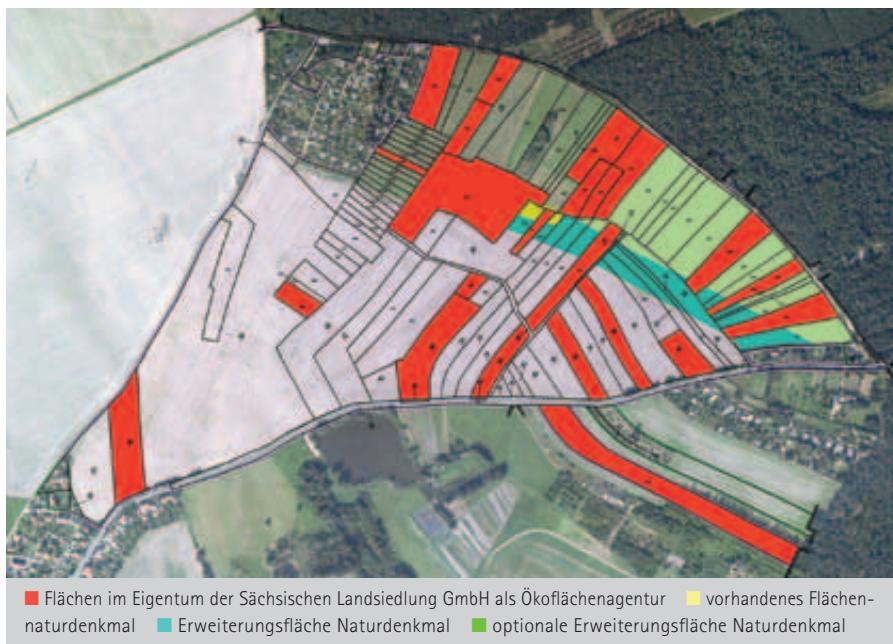 Flächen im Eigentum der Sächsischen Landsiedlung GmbH als Ökoflächenagentur vorhandenes Flächen-
naturdenkmal Erweiterungsfläche Naturdenkmal optionale Erweiterungsfläche Naturdenkmal